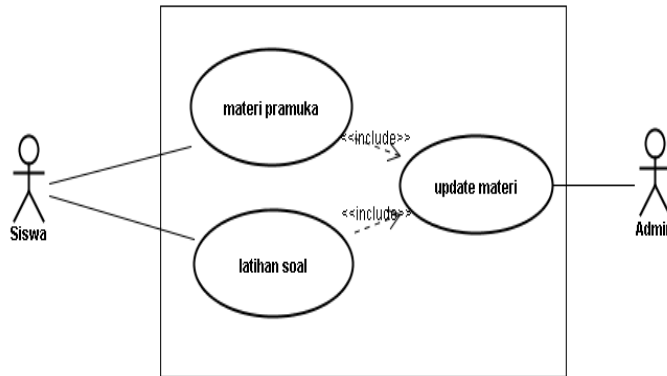 materi pramuka
<<include>>
update materi
<<include>>
Siswa
Admin
latihan soal